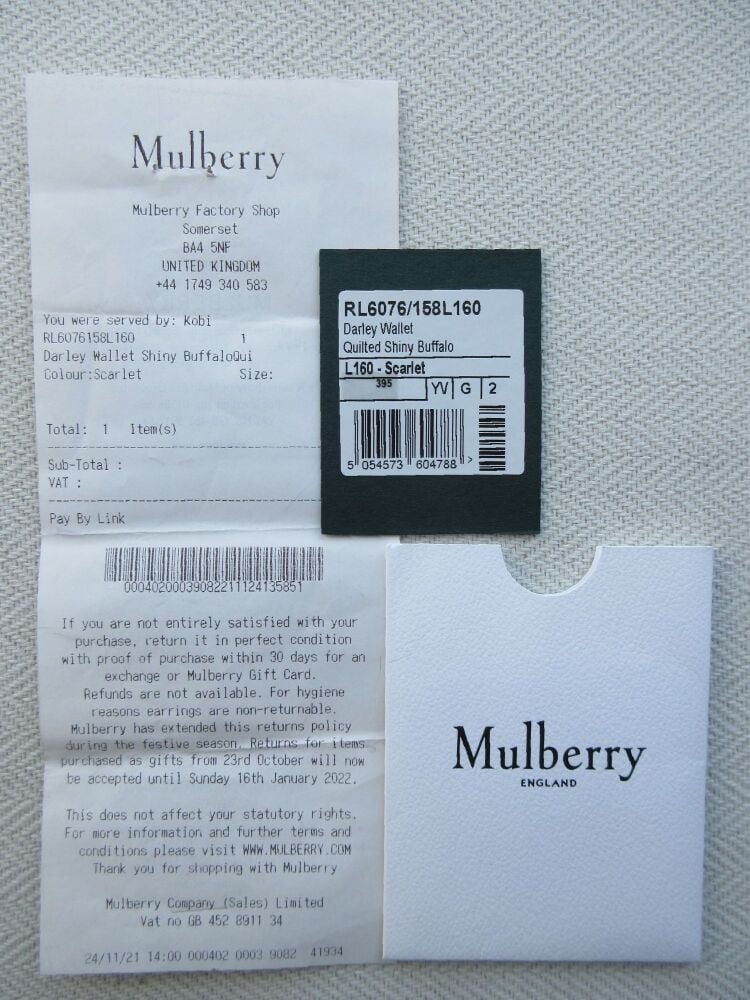 Mulberry
Mulberry Factory Shop
Somerset
BA4 5NF
UNITED KINGDOM
+44 1749 340 583
You were served by: Kobi
RL6076158L160 1
Darley Wallet Shiny BuffaloQui
Colour:Scarlet Size:
Total: 1 Item(s)
Sub-Total :
VAT :
Pay By Link
00040200039082211124135851
If you are not entirely satisfied with your
purchase, return it in perfect condition
with proof of purchase within 30 days for an
exchange or Mulberry Gift Card.
Refunds are not available. For hygiene
reasons earrings are non-returnable.
Mulberry has extended this returns policy
during the festive season. Returns for items
purchased as gifts from 23rd October will now
be accepted until Sunday 16th January 2022.
This does not affect your statutory rights.
For more information and further terms and
conditions please visit WWW.MULBERRY.COM
Thank you for shopping with Mulberry
Mulberry Company (Sales) Limited
Vat no GB 452 8911 34
24/11/21 14:00 000402 0003 9082 41934
RL6076/158L160
Darley Wallet
Quilted Shiny Buffalo
L160 - Scarlet
395 YV G 2
5 054573 604788 >
Mulberry
ENGLAND